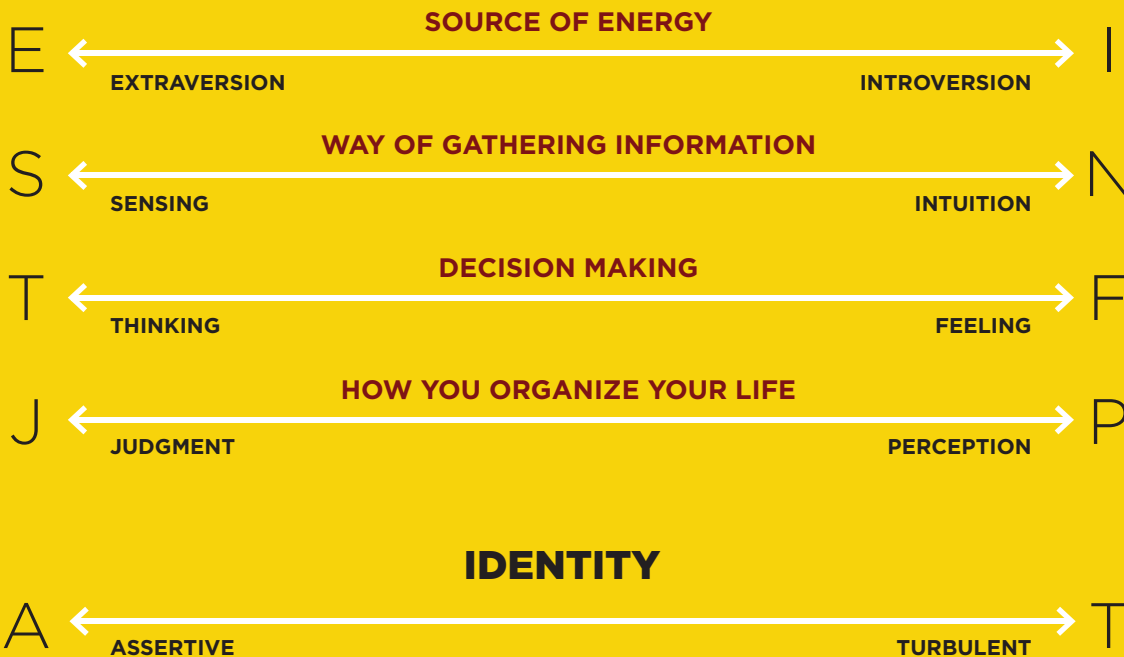 SOURCE OF ENERGY
E I
EXTRAVERSION INTROVERSION
WAY OF GATHERING INFORMATION
S N
SENSING INTUITION
DECISION MAKING
T F
THINKING FEELING
HOW YOU ORGANIZE YOUR LIFE
J P
JUDGMENT PERCEPTION
IDENTITY
A T
ASSERTIVE TURBULENT